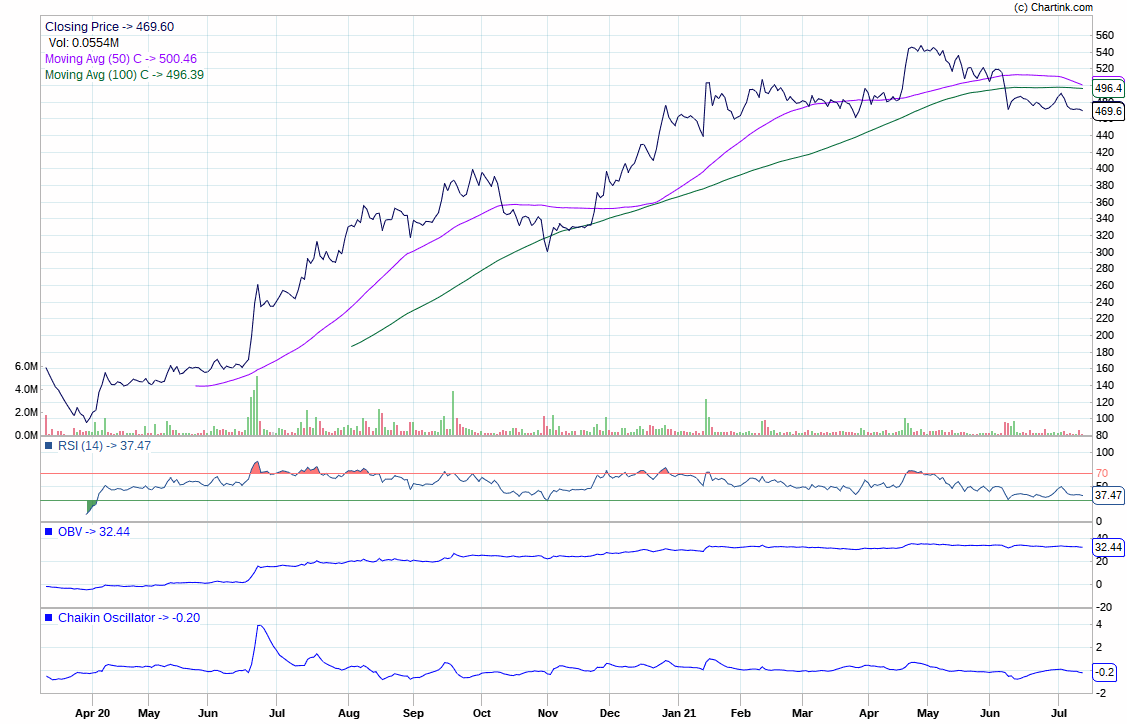 (c) Chartink.com
Closing Price -> 469.60
Vol: 0.0554M
Moving Avg (50) C -> 500.46
Moving Avg (100) C -> 496.39
560
540
520
496.4
469.6
440
420
400
380
360
340
320
300
280
260
240
220
200
180
160
140
120
100
80
6.0M
4.0M
2.0M
0.0M
RSI (14) -> 37.47
100
70
50
37.47
0
OBV -> 32.44
40
32.44
20
0
-20
Chaikin Oscillator -> -0.20
4
2
-0.2
-2
Apr 20 May Jun Jul Aug Sep Oct Nov Dec Jan 21 Feb Mar Apr May Jun Jul